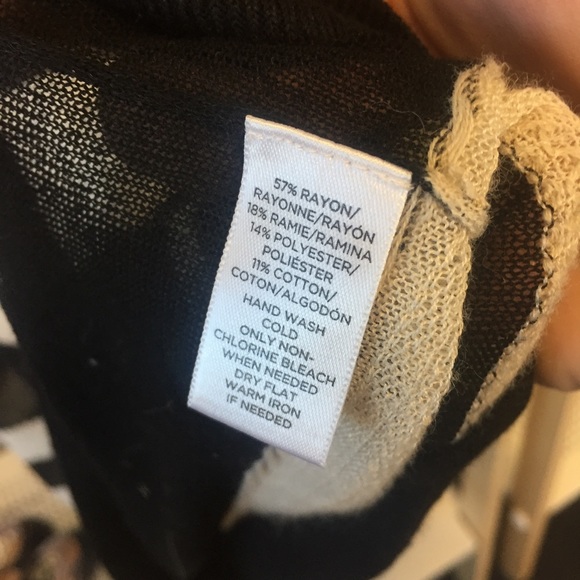 57% RAYON/
RAYONNE/RAYÓN
18% RAMIE/RAMINA
14% POLYESTER/
POLIÉSTER
11% COTTON/
COTON/ALGODÓN
HAND WASH
COLD
ONLY NON-
CHLORINE BLEACH
WHEN NEEDED
DRY FLAT
WARM IRON
IF NEEDED